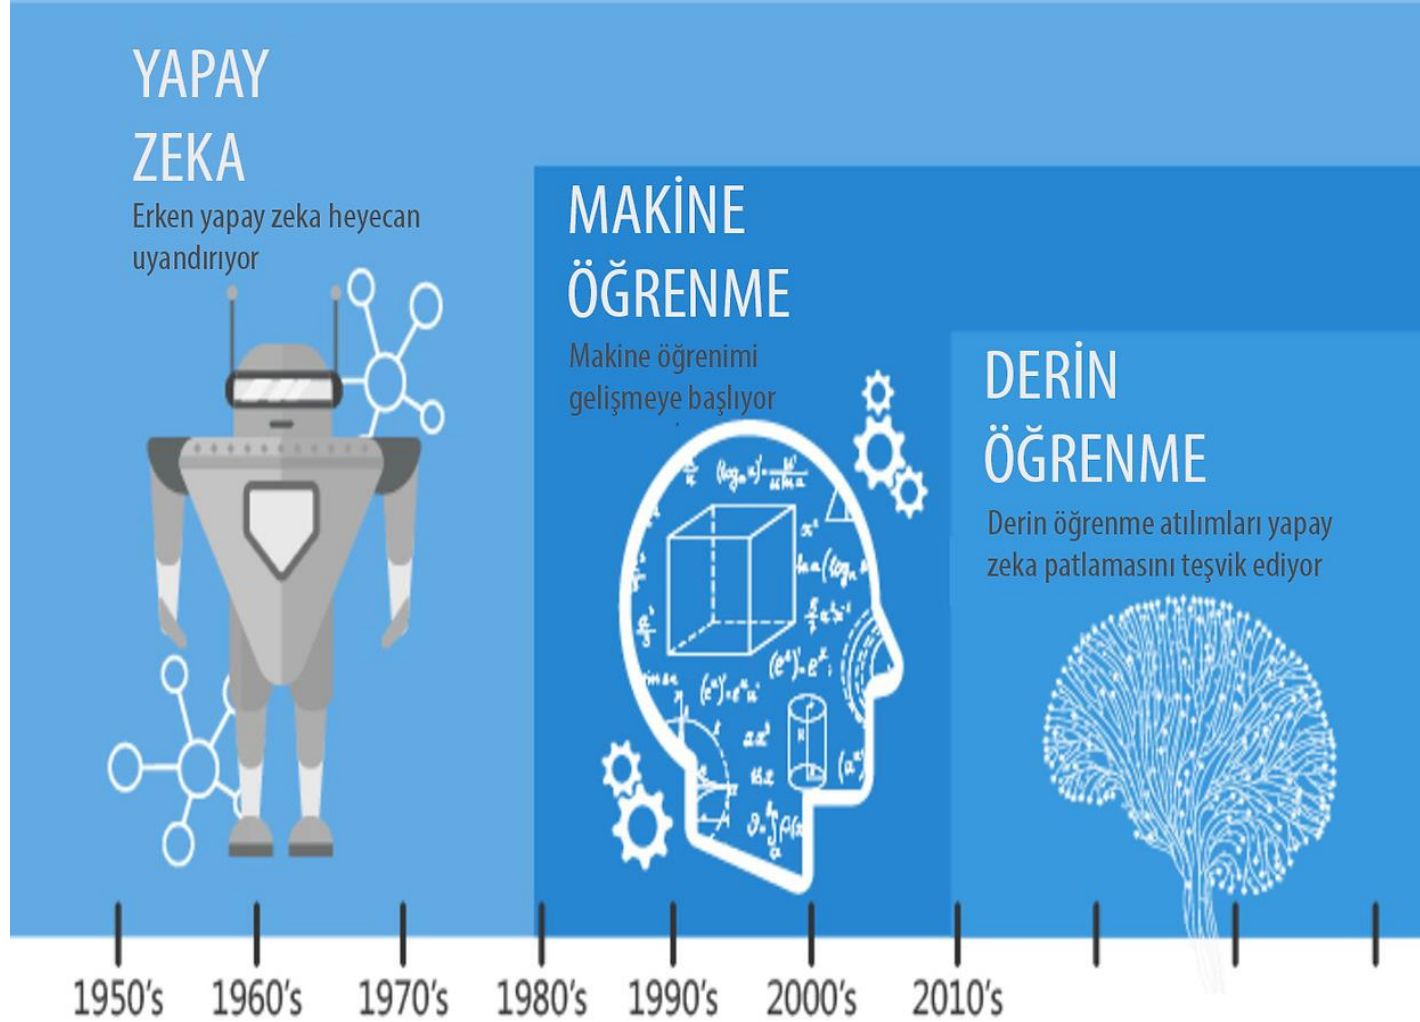 YAPAY
ZEKA
Erken yapay zeka heyecan
uyandırıyor
MAKİNE
ÖĞRENME
Makine öğrenimi
gelişmeye başlıyor
DERİN
ÖĞRENME
Derin öğrenme atılımları yapay
zeka patlamasını teşvik ediyor
1950's 1960's 1970's 1980's 1990's 2000's 2010's